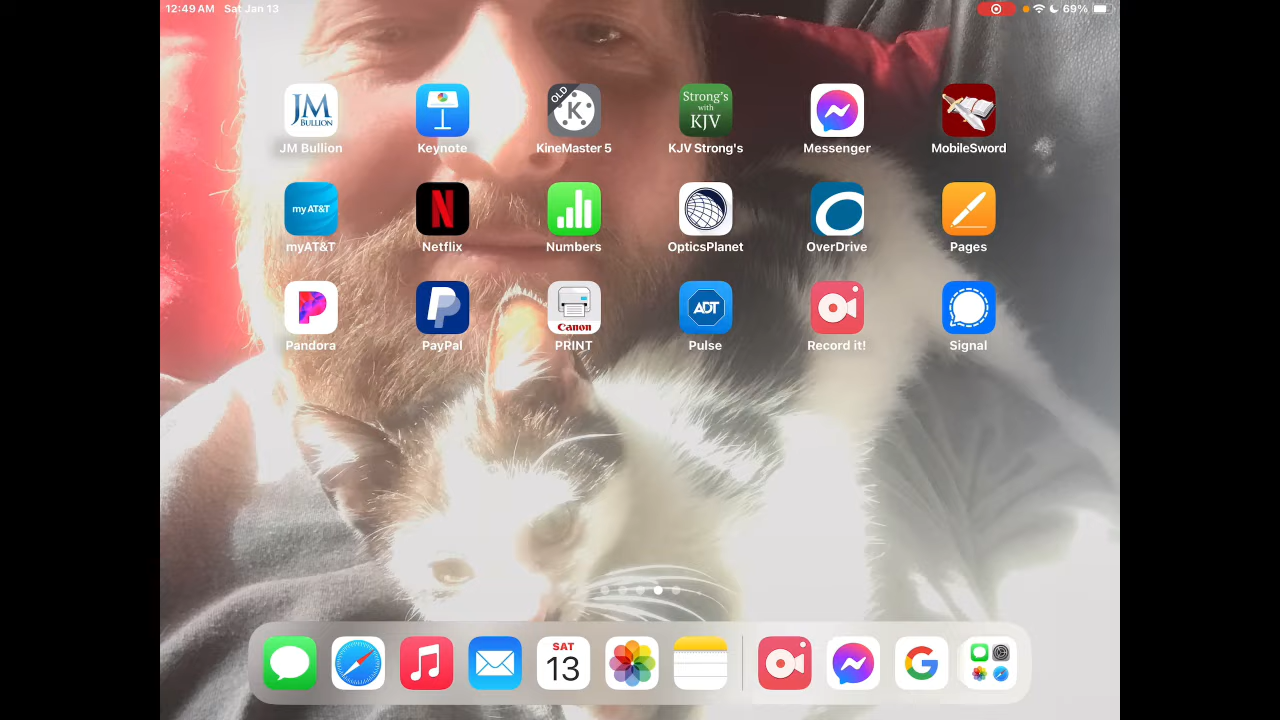 12:49 AM Sat Jan 13 69%
JM BULLION OLD K Strong's with KJV
JM Bullion Keynote KineMaster 5 KJV Strong's Messenger MobileSword
my AT&T N
myAT&T Netflix Numbers OpticsPlanet OverDrive Pages
P P Canon ADT
Pandora PayPal PRINT Pulse Record it! Signal
SAT
13 G